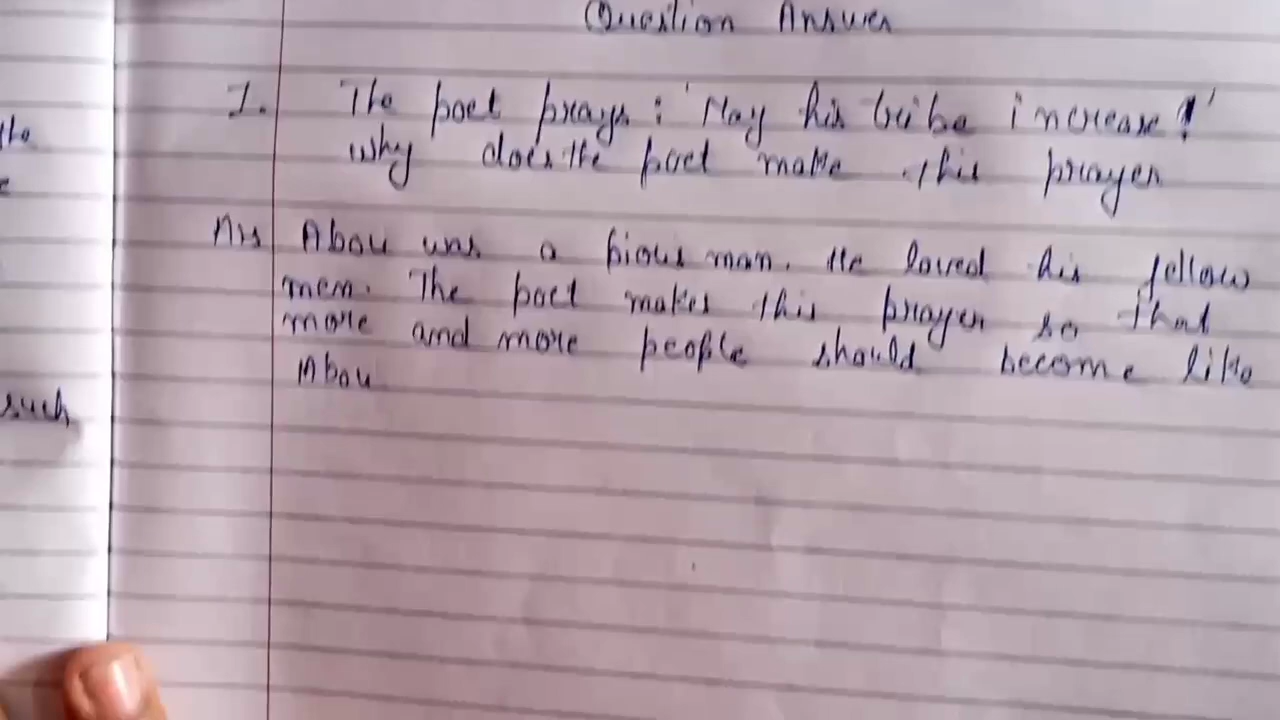 Question Answer
1. The poet prays : 'May his tribe increase!'
why does the poet make this prayer
Ans Abou was a pious man. He loved his fellow
men. The poet makes this prayer so that
more and more people should become like
Abou
the
such